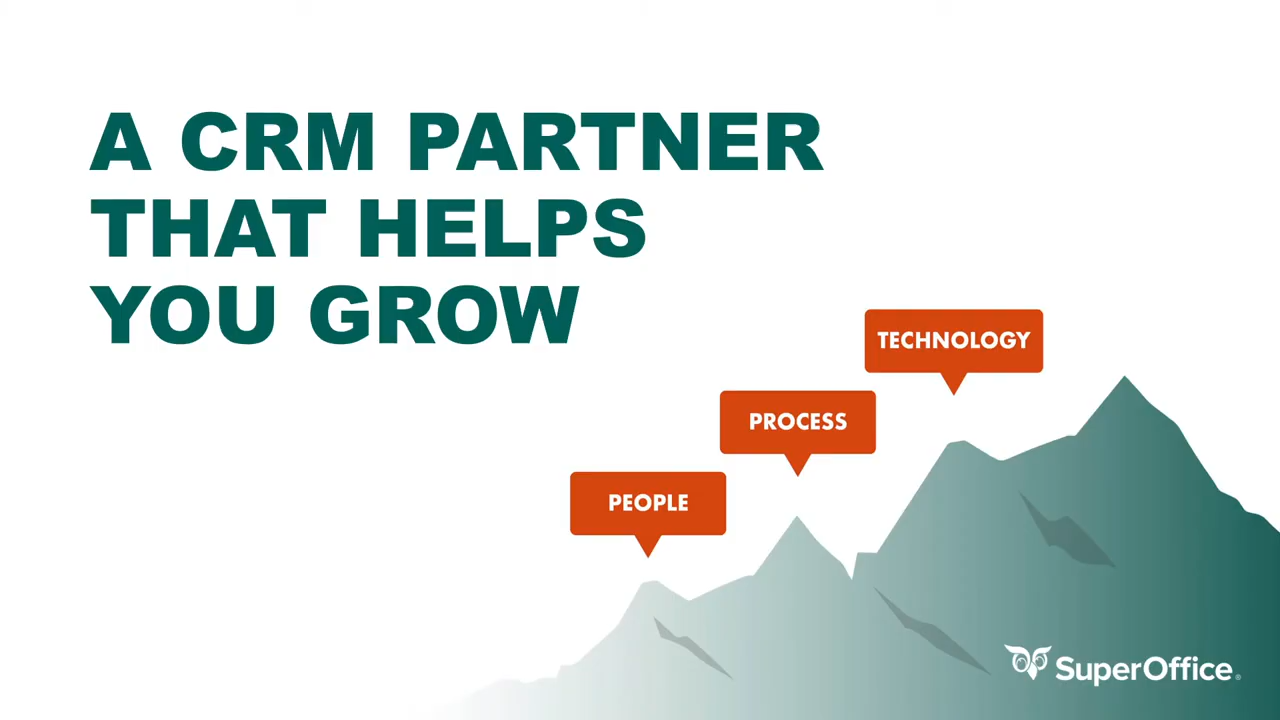 A CRM PARTNER
THAT HELPS
YOU GROW
TECHNOLOGY
PROCESS
PEOPLE
SuperOffice®